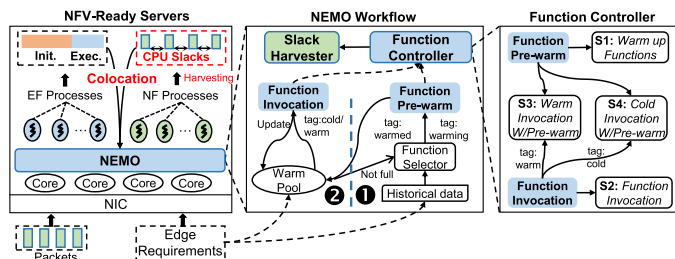 NFV-Ready Servers
Init.
Exec.
CPU Slacks
Colocation
Harvesting
EF Processes
NF Processes
NEMO
Core
Core
Core
Core
NIC
Packets
Edge
Requirements
NEMO Workflow
Slack
Harvester
Function
Controller
Function
Invocation
Function
Pre-warm
Update
tag:cold/
warm
tag:
warmed
tag:
warming
Function
Selector
Warm
Pool
Not full
2
1
Historical data
Function Controller
Function
Pre-warm
S1: Warm up
Functions
S3: Warm
Invocation
W/Pre-warm
S4: Cold
Invocation
W/Pre-warm
tag:
warm
tag:
cold
Function
Invocation
S2: Function
Invocation